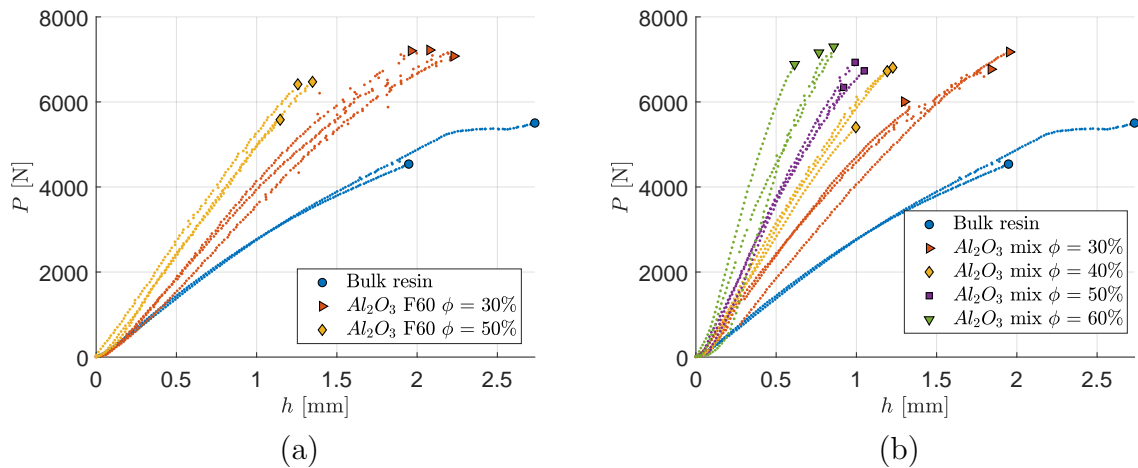 8000
6000
4000
2000
0
P [N]
0 0.5 1 1.5 2 2.5
h [mm]
Bulk resin
Al₂O₃ F60 ϕ = 30%
Al₂O₃ F60 ϕ = 50%
(a)
8000
6000
4000
2000
0
P [N]
0 0.5 1 1.5 2 2.5
h [mm]
Bulk resin
Al₂O₃ mix ϕ = 30%
Al₂O₃ mix ϕ = 40%
Al₂O₃ mix ϕ = 50%
Al₂O₃ mix ϕ = 60%
(b)